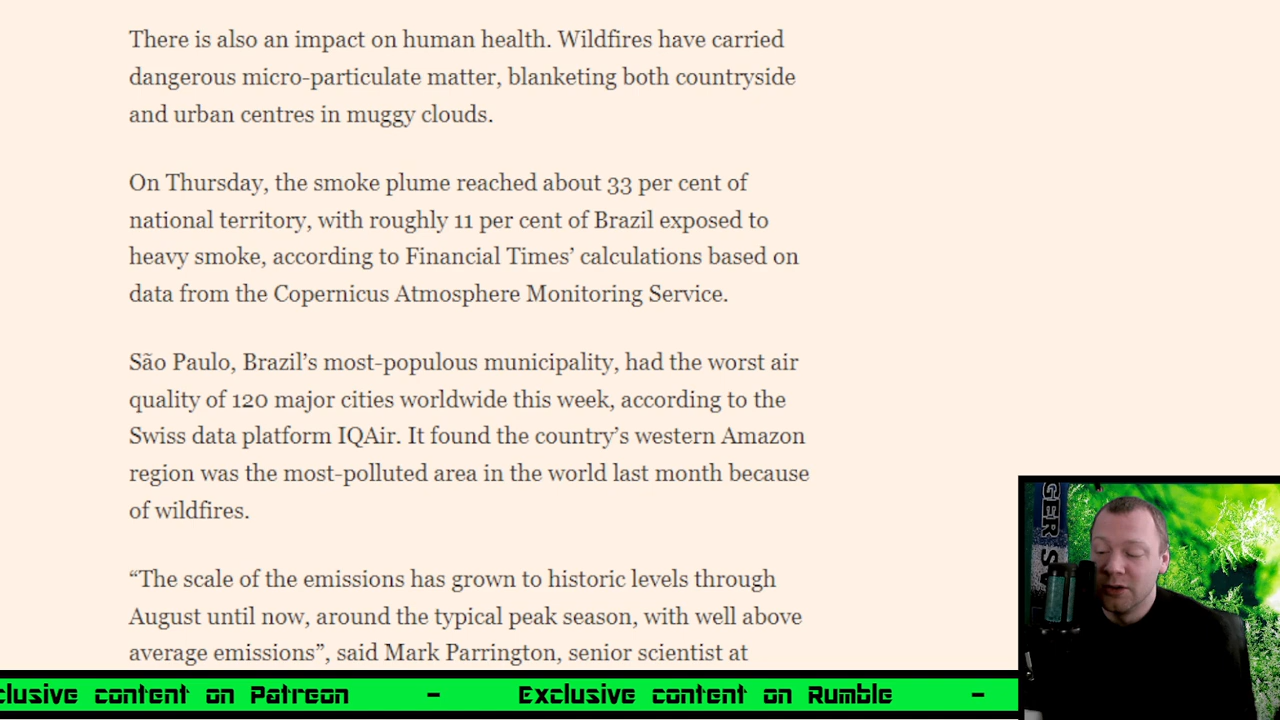 There is also an impact on human health. Wildfires have carried
dangerous micro-particulate matter, blanketing both countryside
and urban centres in muggy clouds.
On Thursday, the smoke plume reached about 33 per cent of
national territory, with roughly 11 per cent of Brazil exposed to
heavy smoke, according to Financial Times’ calculations based on
data from the Copernicus Atmosphere Monitoring Service.
São Paulo, Brazil’s most-populous municipality, had the worst air
quality of 120 major cities worldwide this week, according to the
Swiss data platform IQAir. It found the country’s western Amazon
region was the most-polluted area in the world last month because
of wildfires.
“The scale of the emissions has grown to historic levels through
August until now, around the typical peak season, with well above
average emissions”, said Mark Parrington, senior scientist at
clusive content on Patreon - Exclusive content on Rumble -